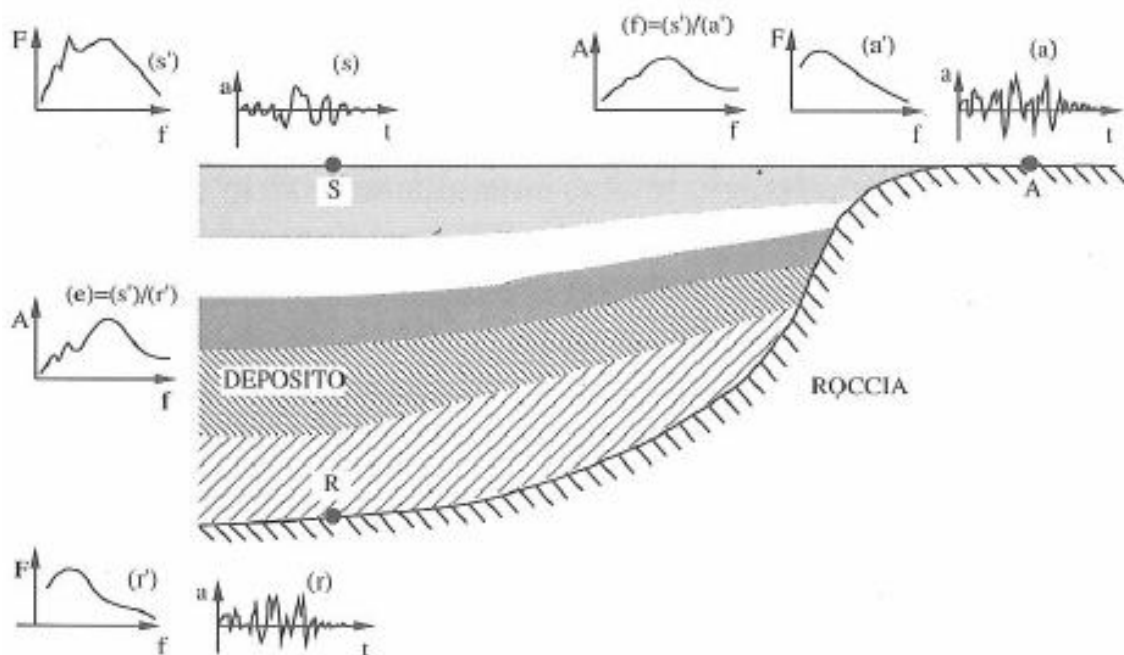 F
(s')
f
(s)
a
t
(f)=(s')/(a')
A
f
F
(a')
f
(a)
a
t
S
A
(e)=(s')/(r')
A
f
DEPOSITO
ROCCIA
R
F
(r')
f
(r)
a
t